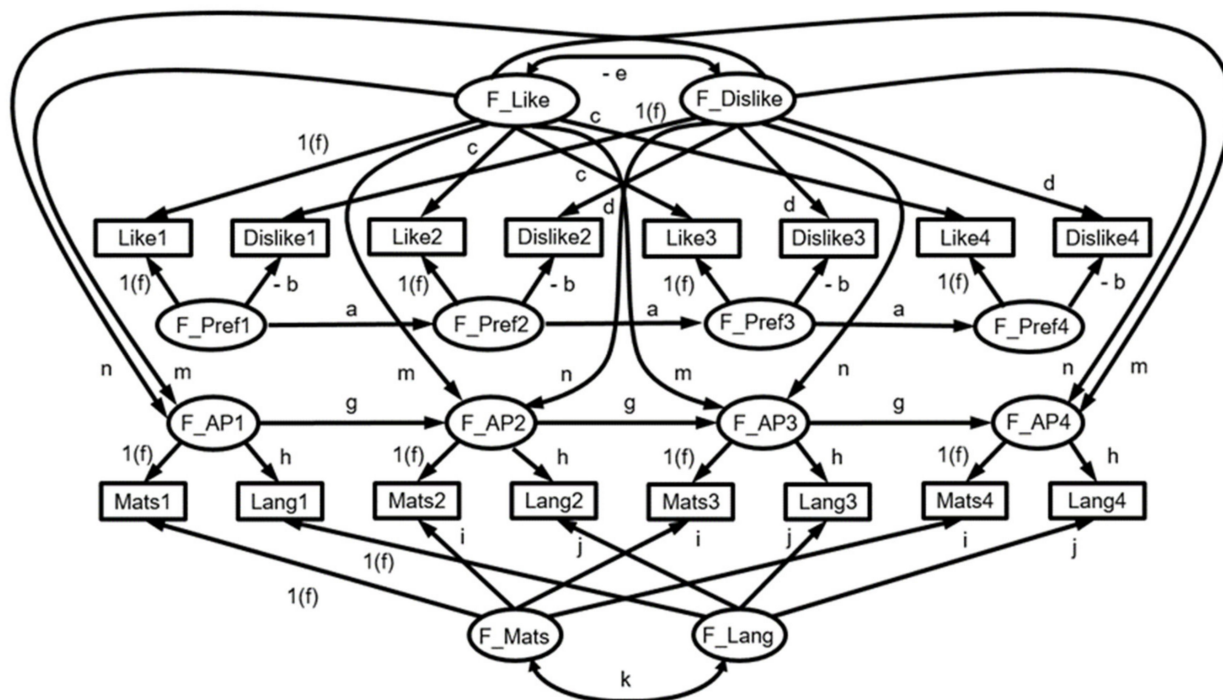 - e
F_Like
F_Dislike
1(f)
c
c
1(f)
c
d
d
d
Like1
Dislike1
Like2
Dislike2
Like3
Dislike3
Like4
Dislike4
1(f)
- b
1(f)
- b
1(f)
- b
1(f)
- b
F_Pref1
a
F_Pref2
a
F_Pref3
a
F_Pref4
n
m
m
n
m
n
n
m
F_AP1
g
F_AP2
g
F_AP3
g
F_AP4
1(f)
h
1(f)
h
1(f)
h
1(f)
h
Mats1
Lang1
Mats2
Lang2
Mats3
Lang3
Mats4
Lang4
1(f)
1(f)
i
j
i
j
i
j
F_Mats
F_Lang
k